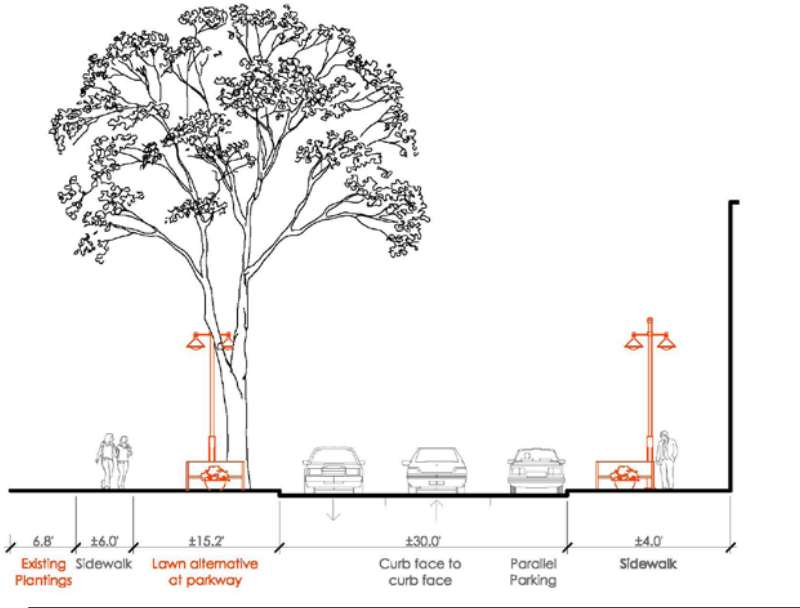 6.8' ±6.0' ±15.2' ±30.0' ±4.0'
Existing
Plantings
Sidewalk
Lawn alternative
at parkway
Curb face to
curb face
Parallel
Parking
Sidewalk